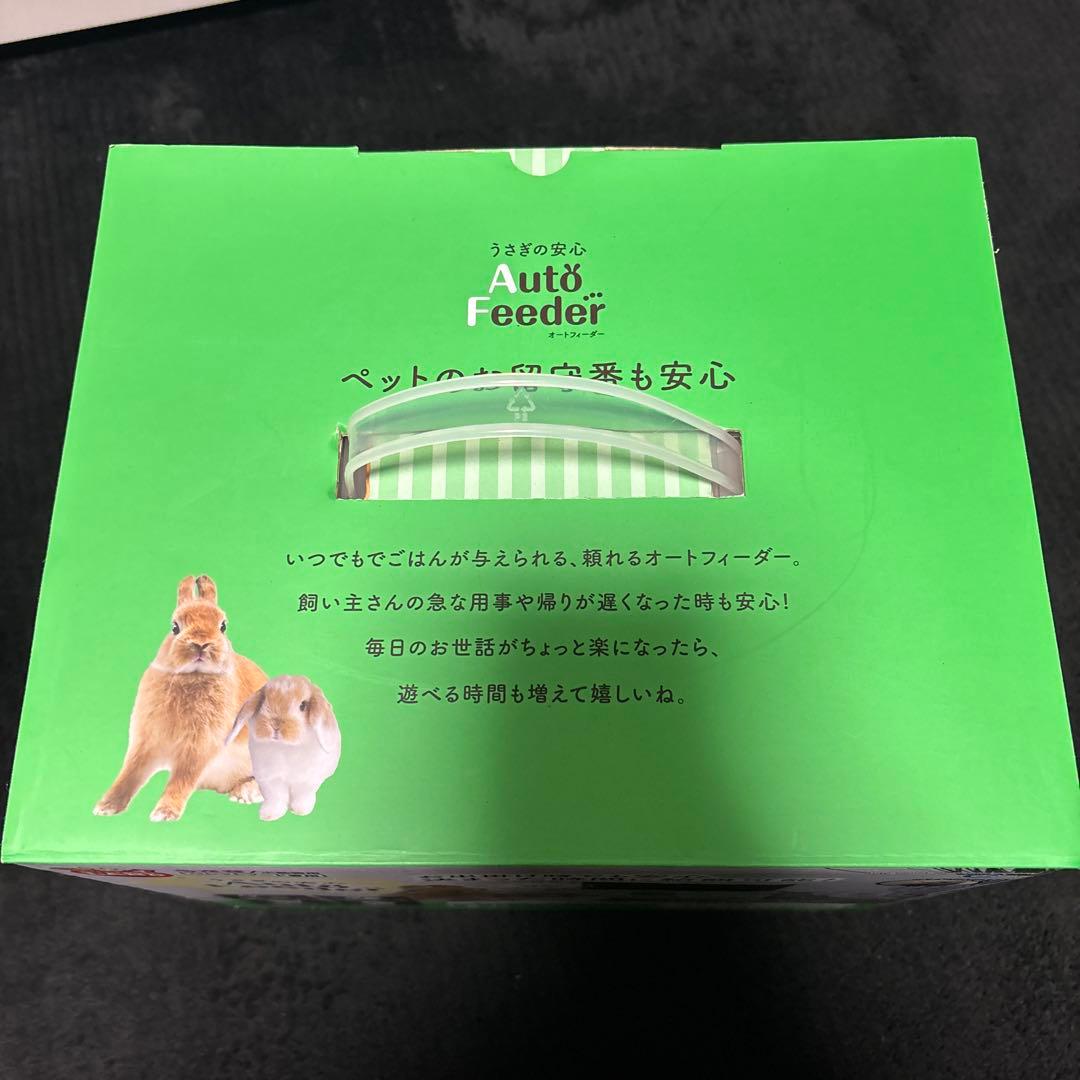 うさぎの安心
Auto
Feeder
オートフィーダー
ペットのお留守番も安心
いつでもでごはんが与えられる、頼れるオートフィーダー。
飼い主さんの急な用事や帰りが遅くなった時も安心!
毎日のお世話がちょっと楽になったら、
遊べる時間も増えて嬉しいね。